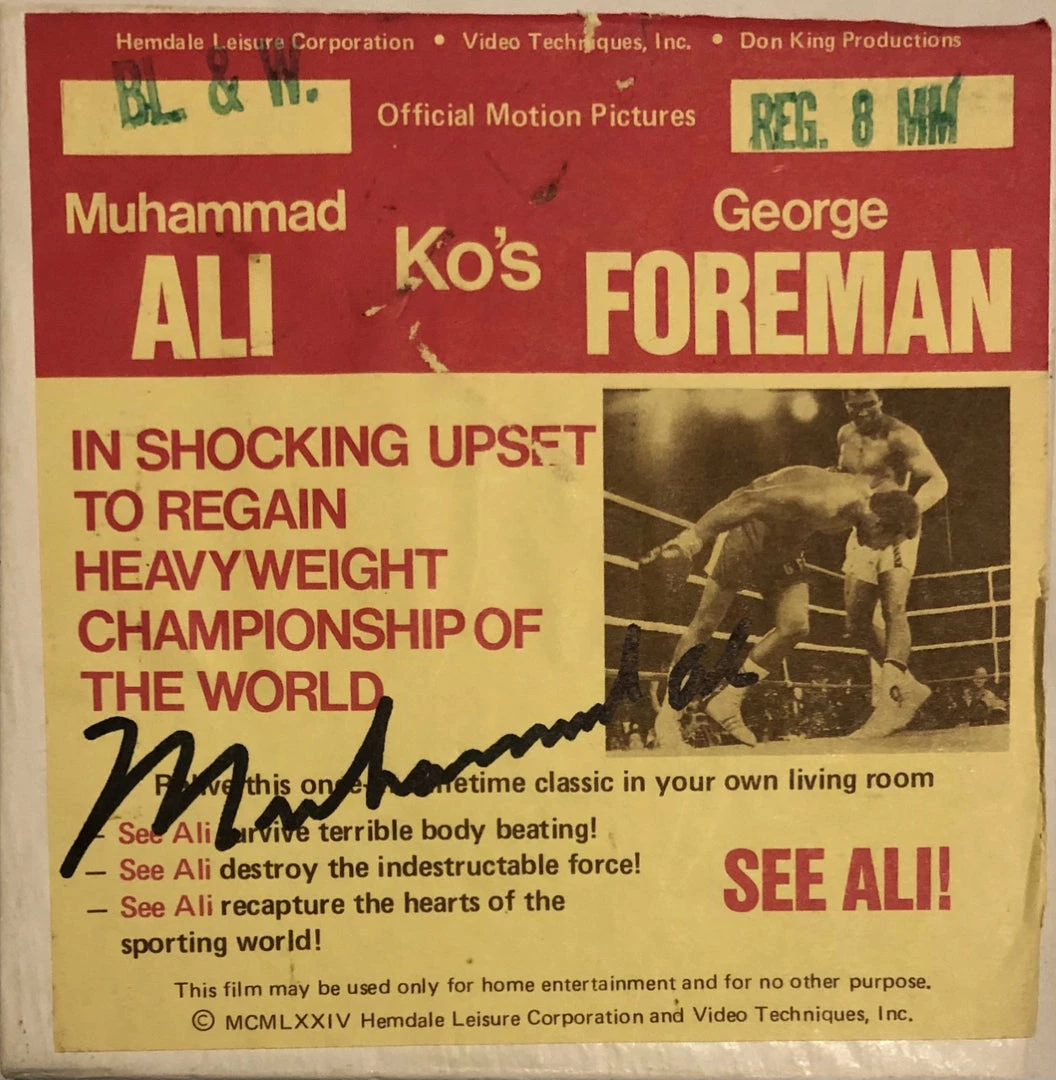 Hemdale Leisure Corporation • Video Techniques, Inc. • Don King Productions
BL. & W.
Official Motion Pictures
REG. 8 MM
Muhammad
ALI
Ko's
George
FOREMAN
IN SHOCKING UPSET
TO REGAIN
HEAVYWEIGHT
CHAMPIONSHIP OF
THE WORLD
Muhammad Ali
this classic in your own living room
— See Ali survive terrible body beating!
— See Ali destroy the indestructable force!
— See Ali recapture the hearts of the
sporting world!
SEE ALI!
This film may be used only for home entertainment and for no other purpose.
© MCMLXXIV Hemdale Leisure Corporation and Video Techniques, Inc.